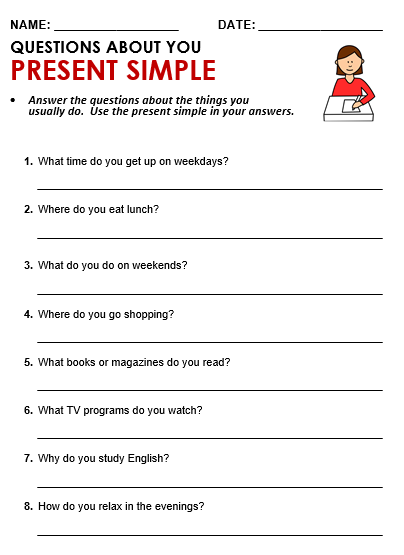 NAME: ____________________ DATE: ____________________
QUESTIONS ABOUT YOU
PRESENT SIMPLE
• Answer the questions about the things you
usually do. Use the present simple in your answers.
1. What time do you get up on weekdays?
2. Where do you eat lunch?
3. What do you do on weekends?
4. Where do you go shopping?
5. What books or magazines do you read?
6. What TV programs do you watch?
7. Why do you study English?
8. How do you relax in the evenings?